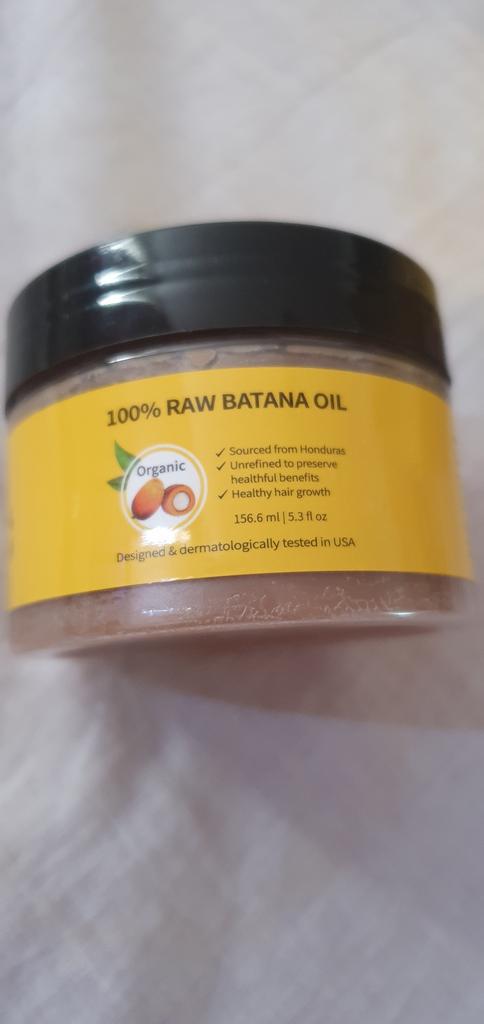 100% RAW BATANA OIL
Organic
✓ Sourced from Honduras
✓ Unrefined to preserve
healthful benefits
✓ Healthy hair growth
156.6 ml | 5.3 fl oz
Designed & dermatologically tested in USA